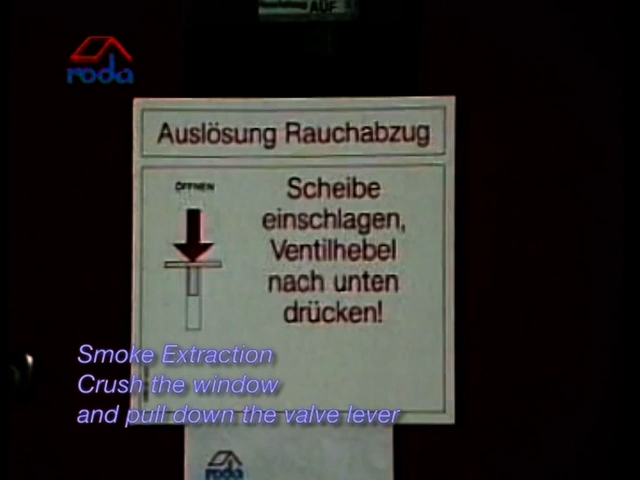 AUF
roda
Auslösung Rauchabzug
ÖFFNEN
Scheibe
einschlagen,
Ventilhebel
nach unten
drücken!
Smoke Extraction
Crush the window
and pull down the valve lever
roda